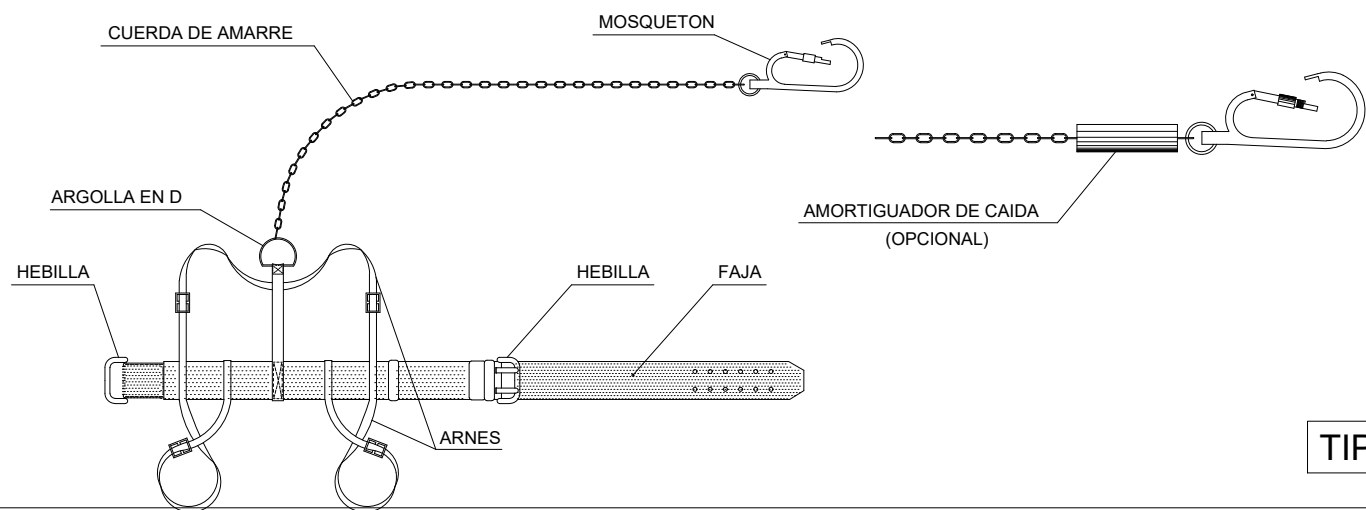 CUERDA DE AMARRE
MOSQUETON
ARGOLLA EN D
AMORTIGUADOR DE CAIDA
(OPCIONAL)
HEBILLA
HEBILLA
FAJA
ARNES